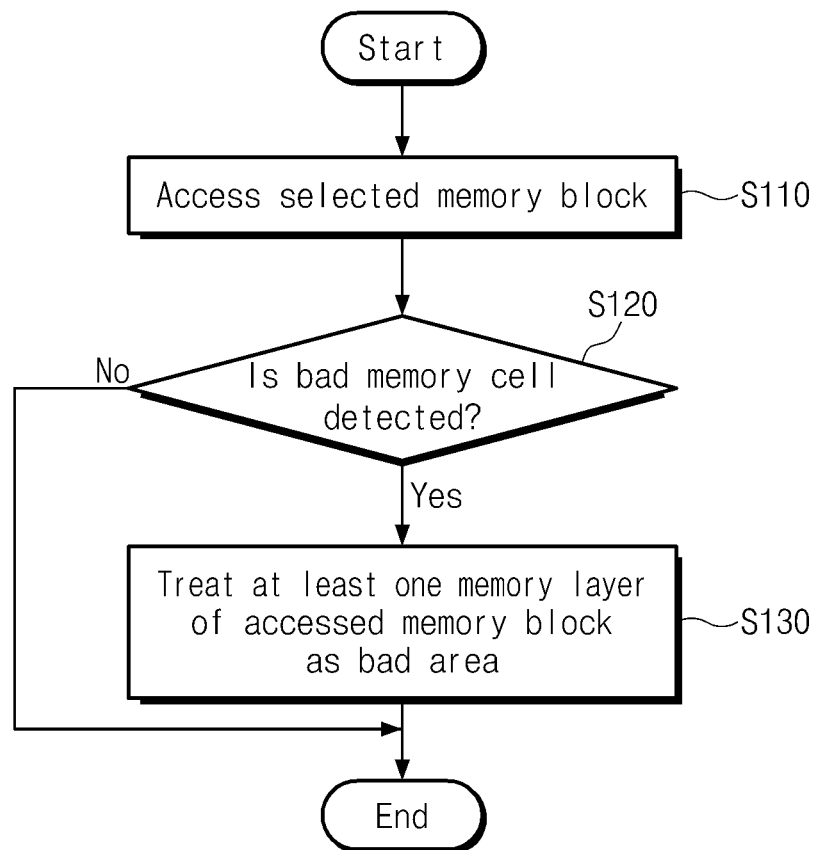 Start
Access selected memory block
S110
S120
No
Is bad memory cell
detected?
Yes
Treat at least one memory layer
of accessed memory block
as bad area
S130
End